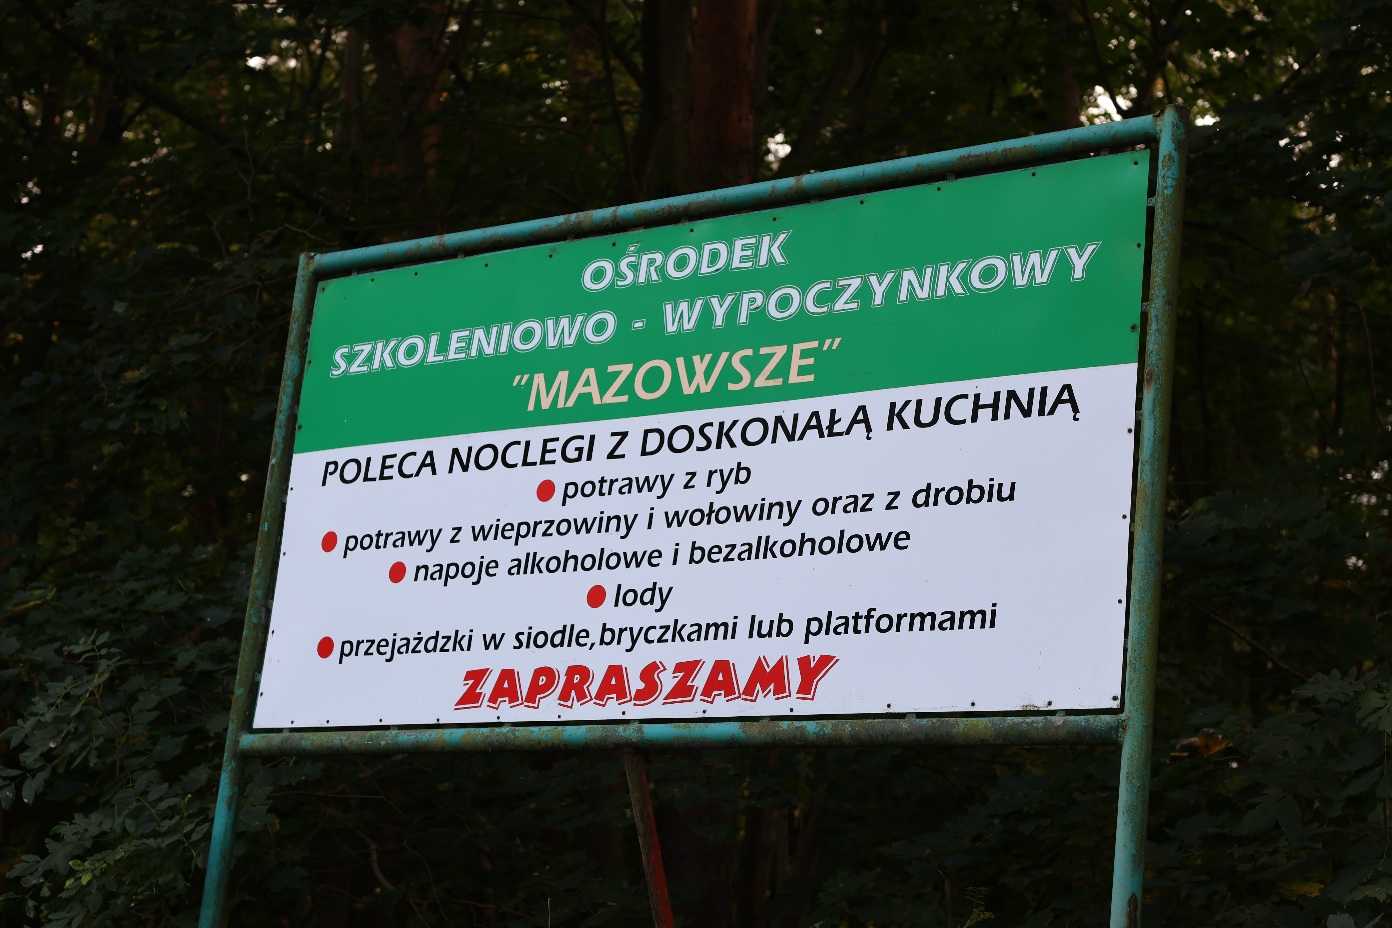 OŚRODEK
SZKOLENIOWO - WYPOCZYNKOWY
"MAZOWSZE"
POLECA NOCLEGI Z DOSKONAŁĄ KUCHNIĄ
● potrawy z ryb
● potrawy z wieprzowiny i wołowiny oraz z drobiu
● napoje alkoholowe i bezalkoholowe
● lody
● przejażdzki w siodle,bryczkami lub platformami
ZAPRASZAMY